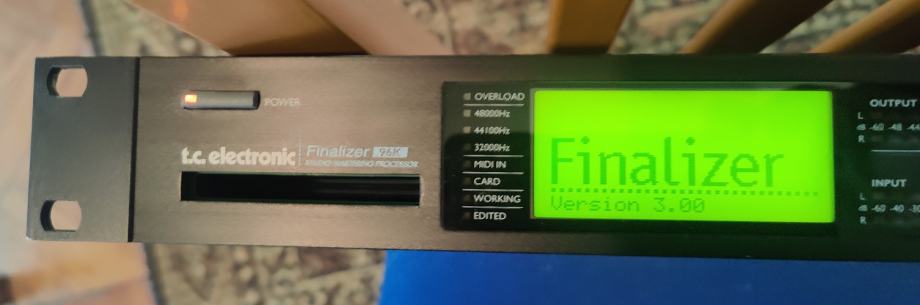 POWER
t.c. electronic Finalizer 96K
STUDIO MASTERING PROCESSOR
OVERLOAD
48000Hz
44100Hz
32000Hz
MIDI IN
CARD
WORKING
EDITED
Finalizer
Version 3.00
OUTPUT
L
dB -60 -48 -44
R
INPUT
L
dB -60 -40 -30
R